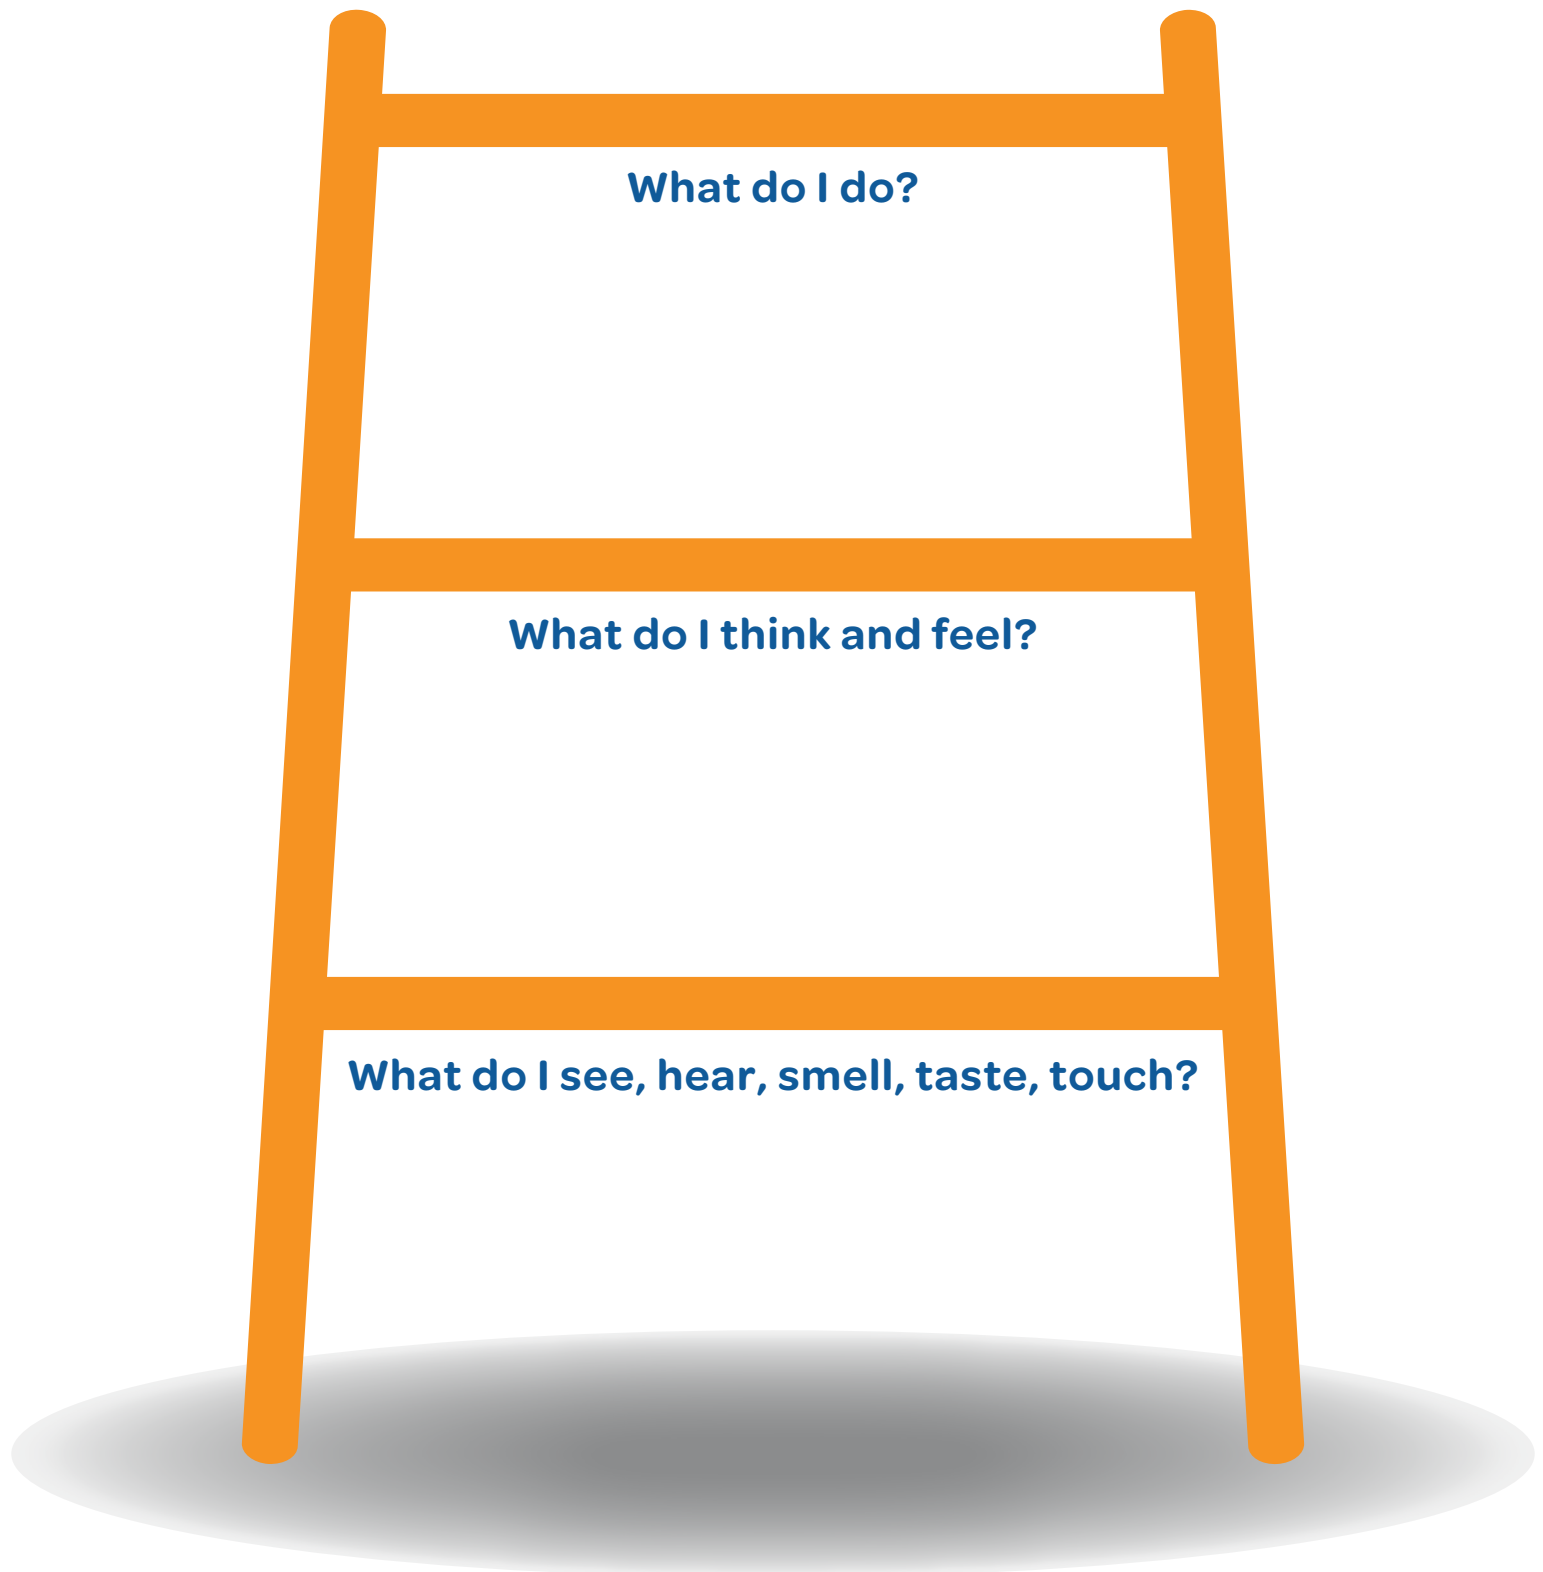 What do I do?
What do I think and feel?
What do I see, hear, smell, taste, touch?